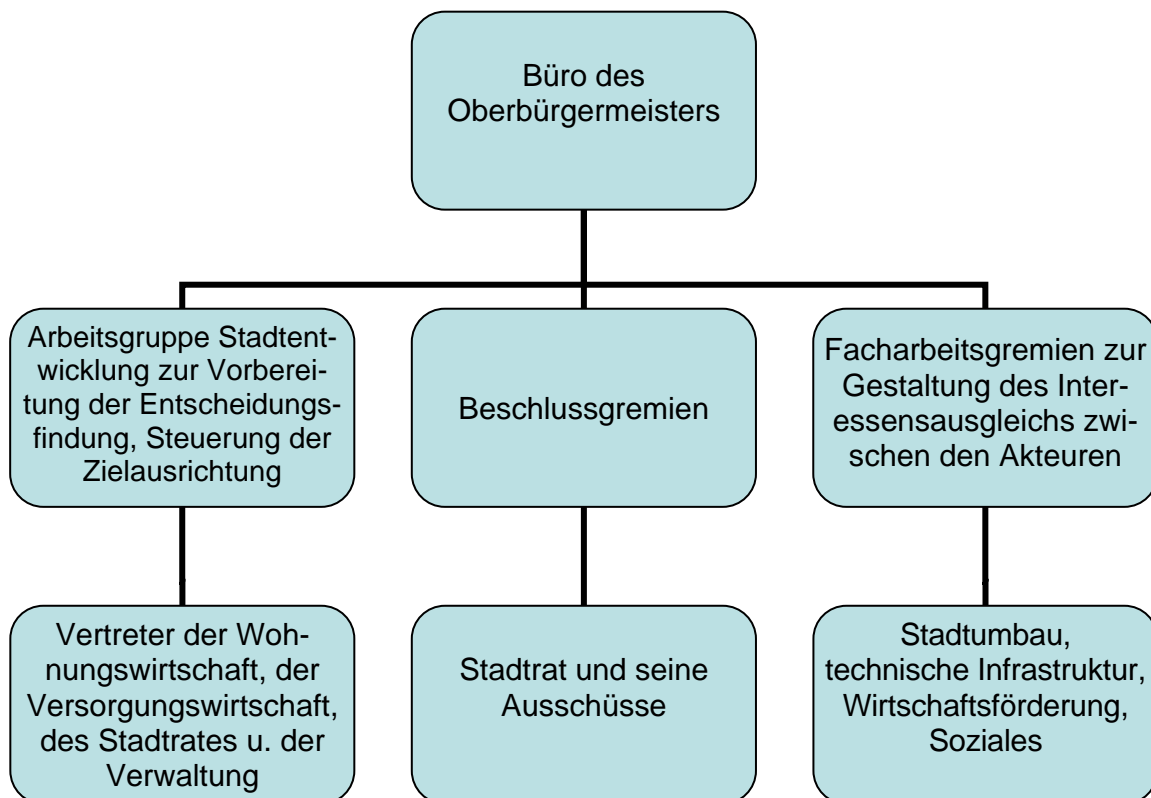 Büro des
Oberbürgermeisters
Arbeitsgruppe Stadtent-
wicklung zur Vorberei-
tung der Entscheidungs-
findung, Steuerung der
Zielausrichtung
Beschlussgremien
Facharbeitsgremien zur
Gestaltung des Inter-
essensausgleichs zwi-
schen den Akteuren
Vertreter der Woh-
nungswirtschaft, der
Versorgungswirtschaft,
des Stadtrates u. der
Verwaltung
Stadtrat und seine
Ausschüsse
Stadtumbau,
technische Infrastruktur,
Wirtschaftsförderung,
Soziales